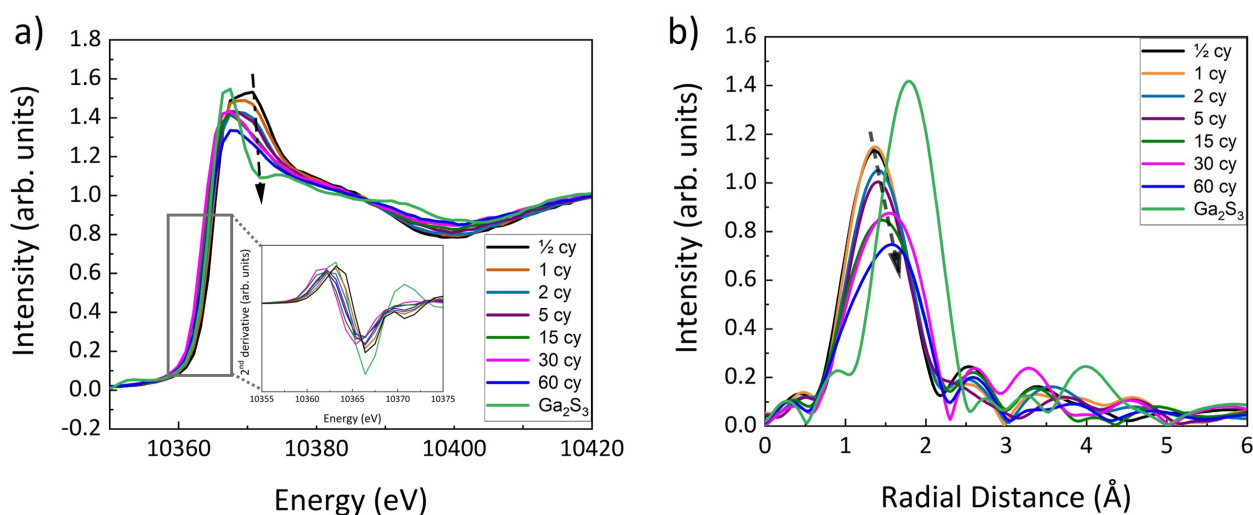 a)
Intensity (arb. units)
1.8
1.6
1.4
1.2
1.0
0.8
0.6
0.4
0.2
0.0
-0.2
10360 10380 10400 10420
Energy (eV)
½ cy
1 cy
2 cy
5 cy
15 cy
30 cy
60 cy
Ga₂S₃
2nd derivative (arb. units)
10355 10360 10365 10370 10375
Energy (eV)
b)
Intensity (arb. units)
1.6
1.4
1.2
1.0
0.8
0.6
0.4
0.2
0.0
0 1 2 3 4 5 6
Radial Distance (Å)
½ cy
1 cy
2 cy
5 cy
15 cy
30 cy
60 cy
Ga₂S₃